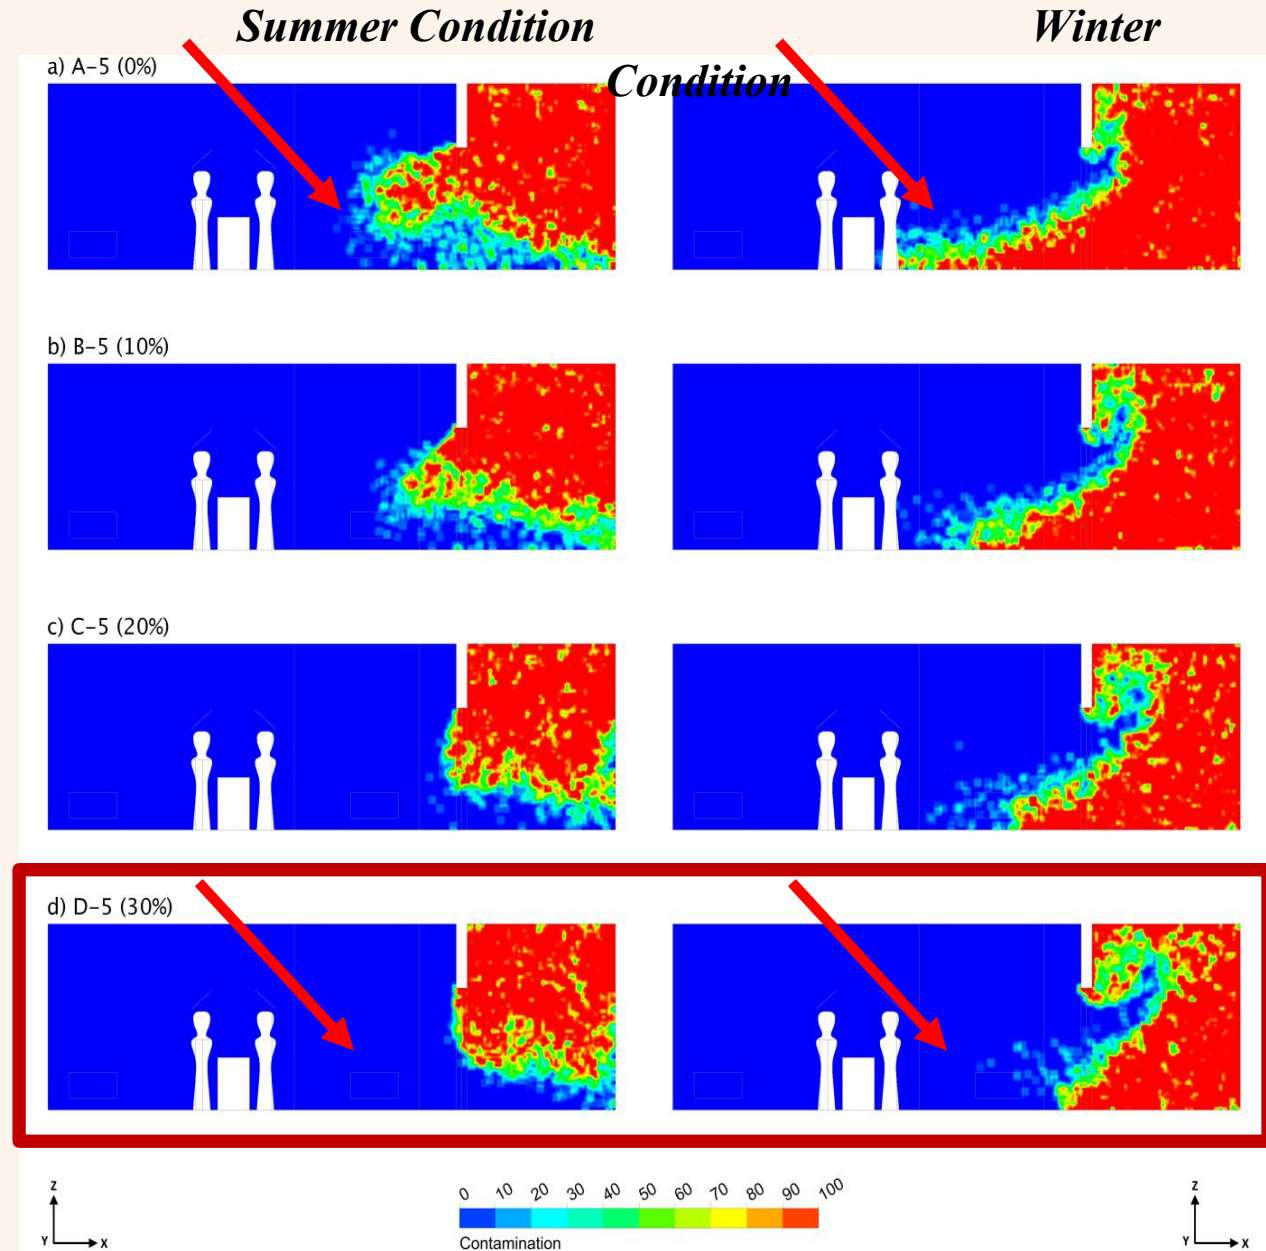 Summer Condition
Winter
Condition
a) A-5 (0%)
b) B-5 (10%)
c) C-5 (20%)
d) D-5 (30%)
Z
Y X
0 10 20 30 40 50 60 70 80 90 100
Contamination
Z
Y X